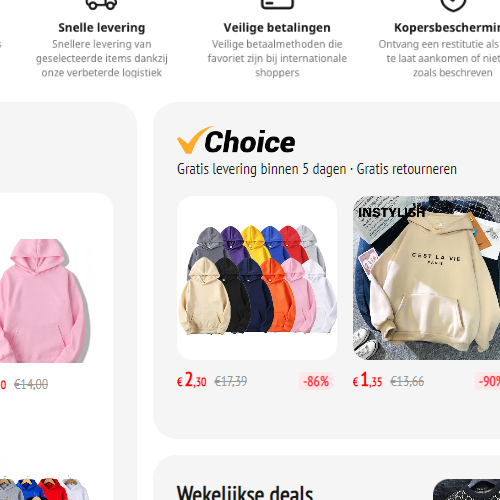 Snelle levering
Snellere levering van
geselecteerde items dankzij
onze verbeterde logistiek
Veilige betalingen
Veilige betaalmethoden die
favoriet zijn bij internationale
shoppers
Ontvang een restitutie als
te laat aankomen of niet
zoals beschreven
Choice
Gratis levering binnen 5 dagen · Gratis retourneren
INSTYLISH
C'EST LA VIE
PARIS
€14,00
€2,30 €17,39 -86%
€1,35 €13,66 -90%
Wekelijkse deals